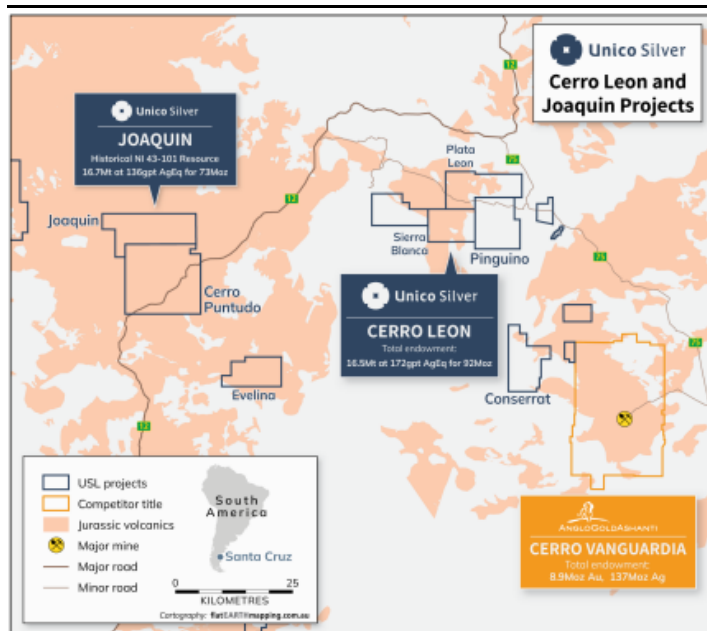 Unico Silver
Cerro Leon and
Joaquin Projects
12
Unico Silver
JOAQUIN
Historical NI 43-101 Resource
16.7Mt at 136gpt AgEq for 73Moz
Plata
Leon
75
12
Joaquin
Sierra
Blanca
Pinguino
75
Cerro
Puntudo
Unico Silver
CERRO LEON
Total endowment:
16.5Mt at 172gpt AgEq for 92Moz
75
Evelina
Conserrat
12
USL projects
Competitor title
Jurassic volcanics
Major mine
Major road
Minor road
South
America
Santa Cruz
0 25
KILOMETRES
Cartography: flatEARTHmapping.com.au
ANGLOGOLDASHANTI
CERRO VANGUARDIA
Total endowment:
8.9Moz Au, 137Moz Ag
12